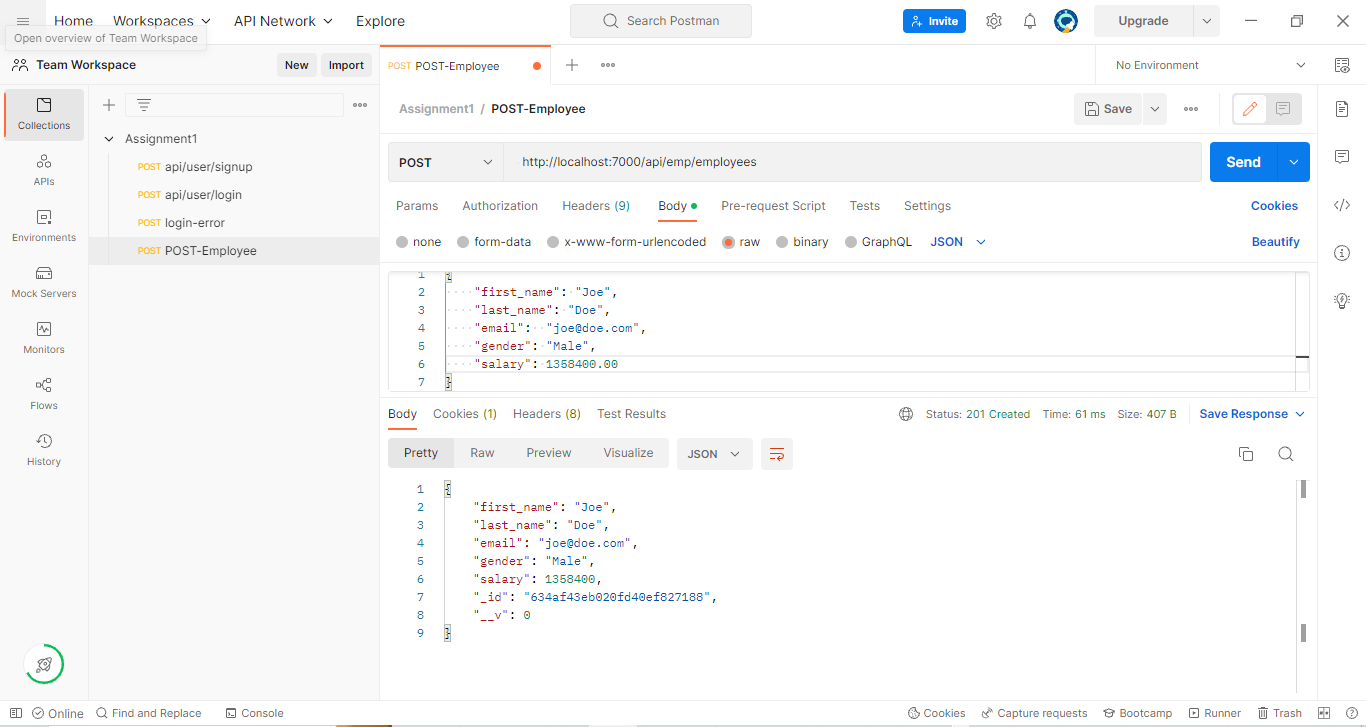 Home Workspaces API Network Explore Search Postman Invite Upgrade
Open overview of Team Workspace
Team Workspace New Import POST POST-Employee No Environment
Collections
Assignment1 / POST-Employee Save
Assignment1
POST api/user/signup
POST http://localhost:7000/api/emp/employees Send
APIs
POST api/user/login
Params Authorization Headers (9) Body Pre-request Script Tests Settings Cookies
POST login-error
Environments
none form-data x-www-form-urlencoded raw binary GraphQL JSON Beautify
POST POST-Employee
Mock Servers
Monitors
Flows
History
1 {
2 "first_name": "Joe",
3 "last_name": "Doe",
4 "email": "joe@doe.com",
5 "gender": "Male",
6 "salary": 1358400.00
7 }
Body Cookies (1) Headers (8) Test Results Status: 201 Created Time: 61 ms Size: 407 B Save Response
Pretty Raw Preview Visualize JSON
1 {
2 "first_name": "Joe",
3 "last_name": "Doe",
4 "email": "joe@doe.com",
5 "gender": "Male",
6 "salary": 1358400,
7 "_id": "634af43eb020fd40ef827188",
8 "__v": 0
9 }
Online Find and Replace Console Cookies Capture requests Bootcamp Runner Trash